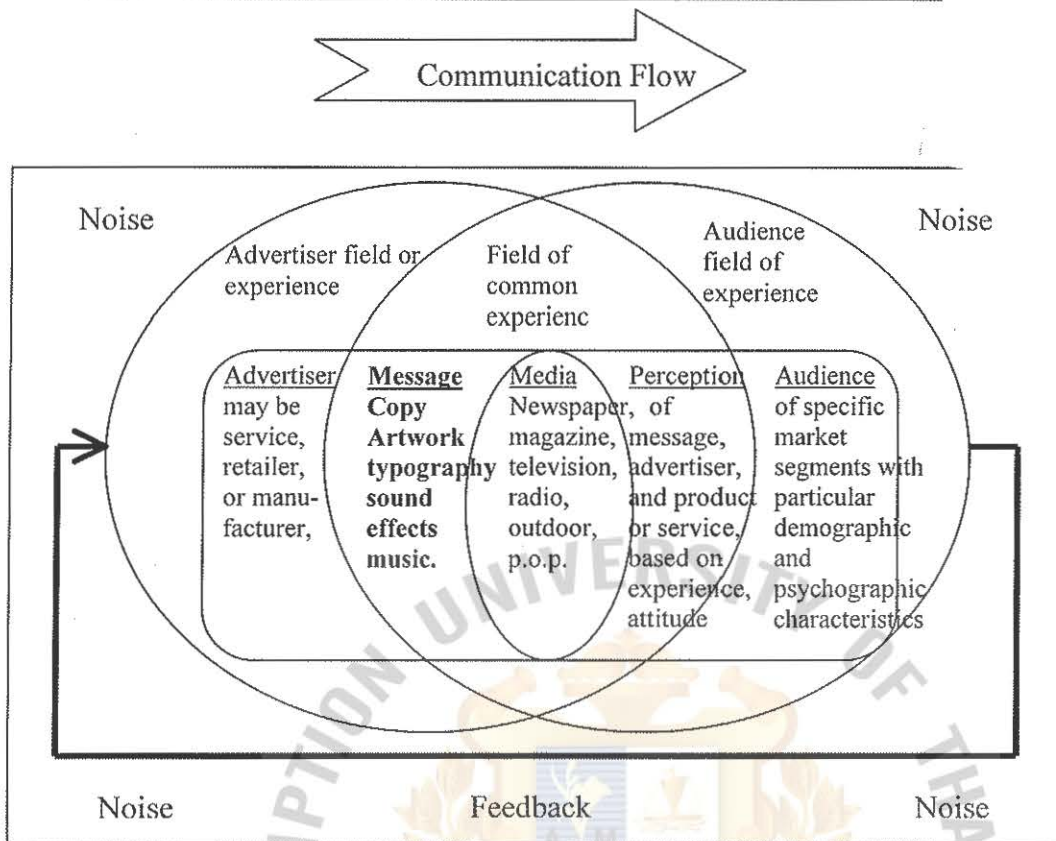 Communication Flow
Noise
Noise
Advertiser field or
experience
Field of
common
experienc
Audience
field of
experience
Advertiser
may be
service,
retailer,
or manu-
facturer,
Message
Copy
Artwork
typography
sound
effects
music.
Media
Newspaper,
magazine,
television,
radio,
outdoor,
p.o.p.
Perception
of
message,
advertiser,
and product
or service,
based on
experience,
attitude
Audience
of specific
market
segments with
particular
demographic
and
psychographic
characteristics
Noise
Feedback
Noise
UNIVERSITY OF